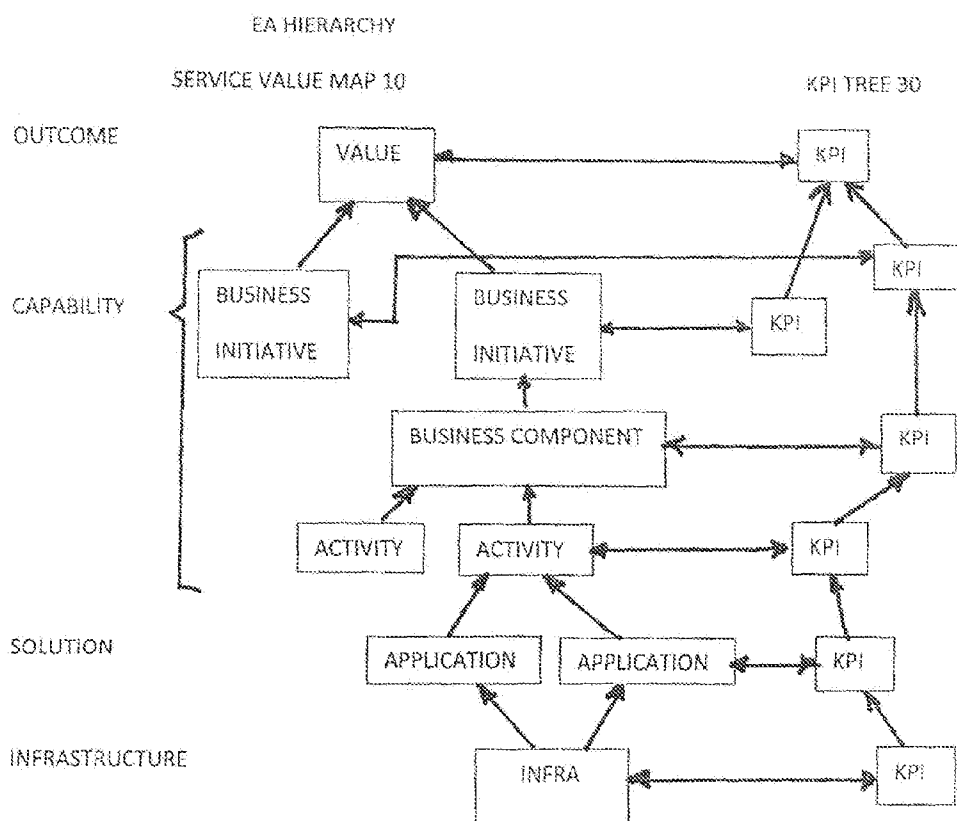 EA HIERARCHY
SERVICE VALUE MAP 10
KPI TREE 30
OUTCOME
VALUE
KPI
CAPABILITY
BUSINESS
INITIATIVE
BUSINESS
INITIATIVE
KPI
KPI
BUSINESS COMPONENT
KPI
ACTIVITY
ACTIVITY
KPI
SOLUTION
APPLICATION
APPLICATION
KPI
INFRASTRUCTURE
INFRA
KPI